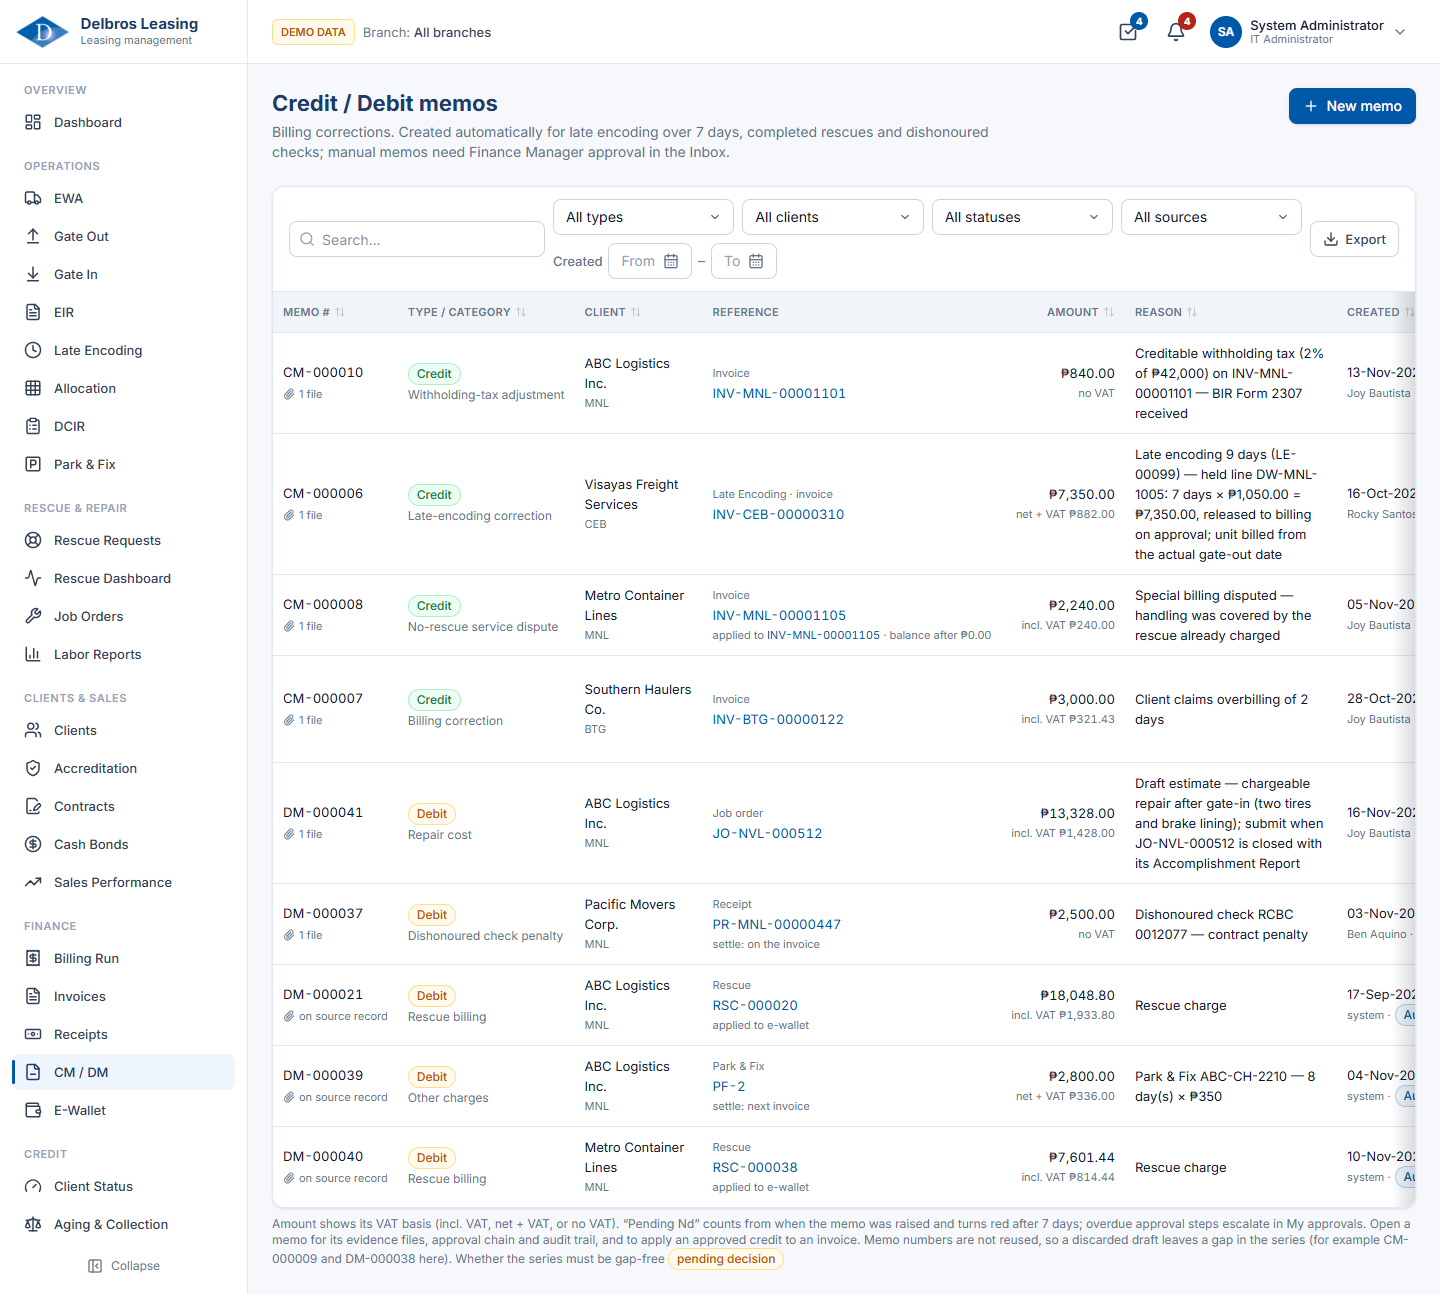 Delbros Leasing
Leasing management
DEMO DATA
Branch: All branches
4
4
SA
System Administrator
IT Administrator
OVERVIEW
Dashboard
OPERATIONS
EWA
Gate Out
Gate In
EIR
Late Encoding
Allocation
DCIR
Park & Fix
RESCUE & REPAIR
Rescue Requests
Rescue Dashboard
Job Orders
Labor Reports
CLIENTS & SALES
Clients
Accreditation
Contracts
Cash Bonds
Sales Performance
FINANCE
Billing Run
Invoices
Receipts
CM / DM
E-Wallet
CREDIT
Client Status
Aging & Collection
Collapse
Credit / Debit memos
Billing corrections. Created automatically for late encoding over 7 days, completed rescues and dishonoured
checks; manual memos need Finance Manager approval in the Inbox.
New memo
Search...
All types
All clients
All statuses
All sources
Created
From
–
To
Export
MEMO #
TYPE / CATEGORY
CLIENT
REFERENCE
AMOUNT
REASON
CREATED
CM-000010
1 file
Credit
Withholding-tax adjustment
ABC Logistics
Inc.
MNL
Invoice
INV-MNL-00001101
₱840.00
no VAT
Creditable withholding tax (2%
of ₱42,000) on INV-MNL-
00001101 — BIR Form 2307
received
13-Nov-202
Joy Bautista
CM-000006
1 file
Credit
Late-encoding correction
Visayas Freight
Services
CEB
Late Encoding · invoice
INV-CEB-00000310
₱7,350.00
net + VAT ₱882.00
Late encoding 9 days (LE-
00099) — held line DW-MNL-
1005: 7 days × ₱1,050.00 =
₱7,350.00, released to billing
on approval; unit billed from
the actual gate-out date
16-Oct-202
Rocky Santos
CM-000008
1 file
Credit
No-rescue service dispute
Metro Container
Lines
MNL
Invoice
INV-MNL-00001105
applied to INV-MNL-00001105 · balance after ₱0.00
₱2,240.00
incl. VAT ₱240.00
Special billing disputed —
handling was covered by the
rescue already charged
05-Nov-20
Joy Bautista
CM-000007
1 file
Credit
Billing correction
Southern Haulers
Co.
BTG
Invoice
INV-BTG-00000122
₱3,000.00
incl. VAT ₱321.43
Client claims overbilling of 2
days
28-Oct-202
Joy Bautista
DM-000041
1 file
Debit
Repair cost
ABC Logistics
Inc.
MNL
Job order
JO-NVL-000512
₱13,328.00
incl. VAT ₱1,428.00
Draft estimate — chargeable
repair after gate-in (two tires
and brake lining); submit when
JO-NVL-000512 is closed with
its Accomplishment Report
16-Nov-202
Joy Bautista
DM-000037
1 file
Debit
Dishonoured check penalty
Pacific Movers
Corp.
MNL
Receipt
PR-MNL-00000447
settle: on the invoice
₱2,500.00
no VAT
Dishonoured check RCBC
0012077 — contract penalty
03-Nov-20
Ben Aquino ·
DM-000021
on source record
Debit
Rescue billing
ABC Logistics
Inc.
MNL
Rescue
RSC-000020
applied to e-wallet
₱18,048.80
incl. VAT ₱1,933.80
Rescue charge
17-Sep-202
system ·
DM-000039
on source record
Debit
Other charges
ABC Logistics
Inc.
MNL
Park & Fix
PF-2
settle: next invoice
₱2,800.00
net + VAT ₱336.00
Park & Fix ABC-CH-2210 — 8
day(s) × ₱350
04-Nov-20
system ·
DM-000040
on source record
Debit
Rescue billing
Metro Container
Lines
MNL
Rescue
RSC-000038
applied to e-wallet
₱7,601.44
incl. VAT ₱814.44
Rescue charge
10-Nov-202
system ·
Amount shows its VAT basis (incl. VAT, net + VAT, or no VAT). “Pending Nd” counts from when the memo was raised and turns red after 7 days; overdue approval steps escalate in My approvals. Open a
memo for its evidence files, approval chain and audit trail, and to apply an approved credit to an invoice. Memo numbers are not reused, so a discarded draft leaves a gap in the series (for example CM-
000009 and DM-000038 here). Whether the series must be gap-free pending decision